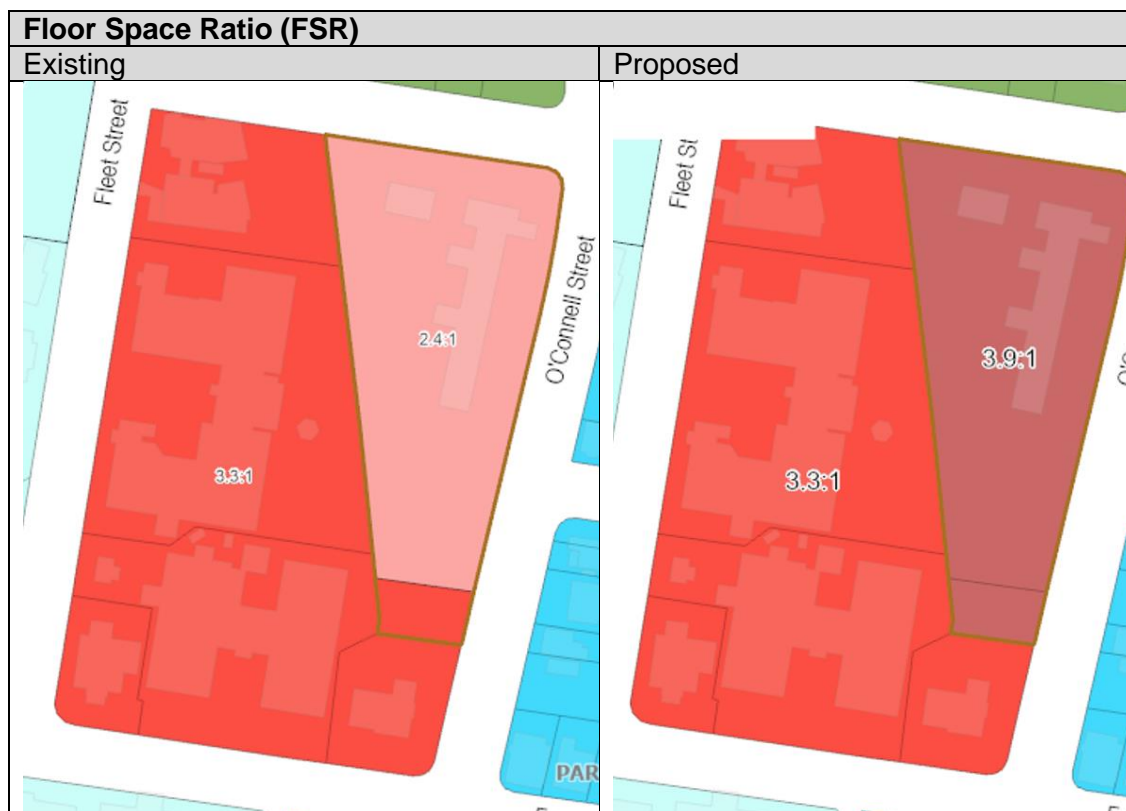 Floor Space Ratio (FSR)
Existing
Proposed
Fleet Street
2.4:1
O'Connell Street
3.3:1
PAR
Fleet St
3.9:1
3.3:1